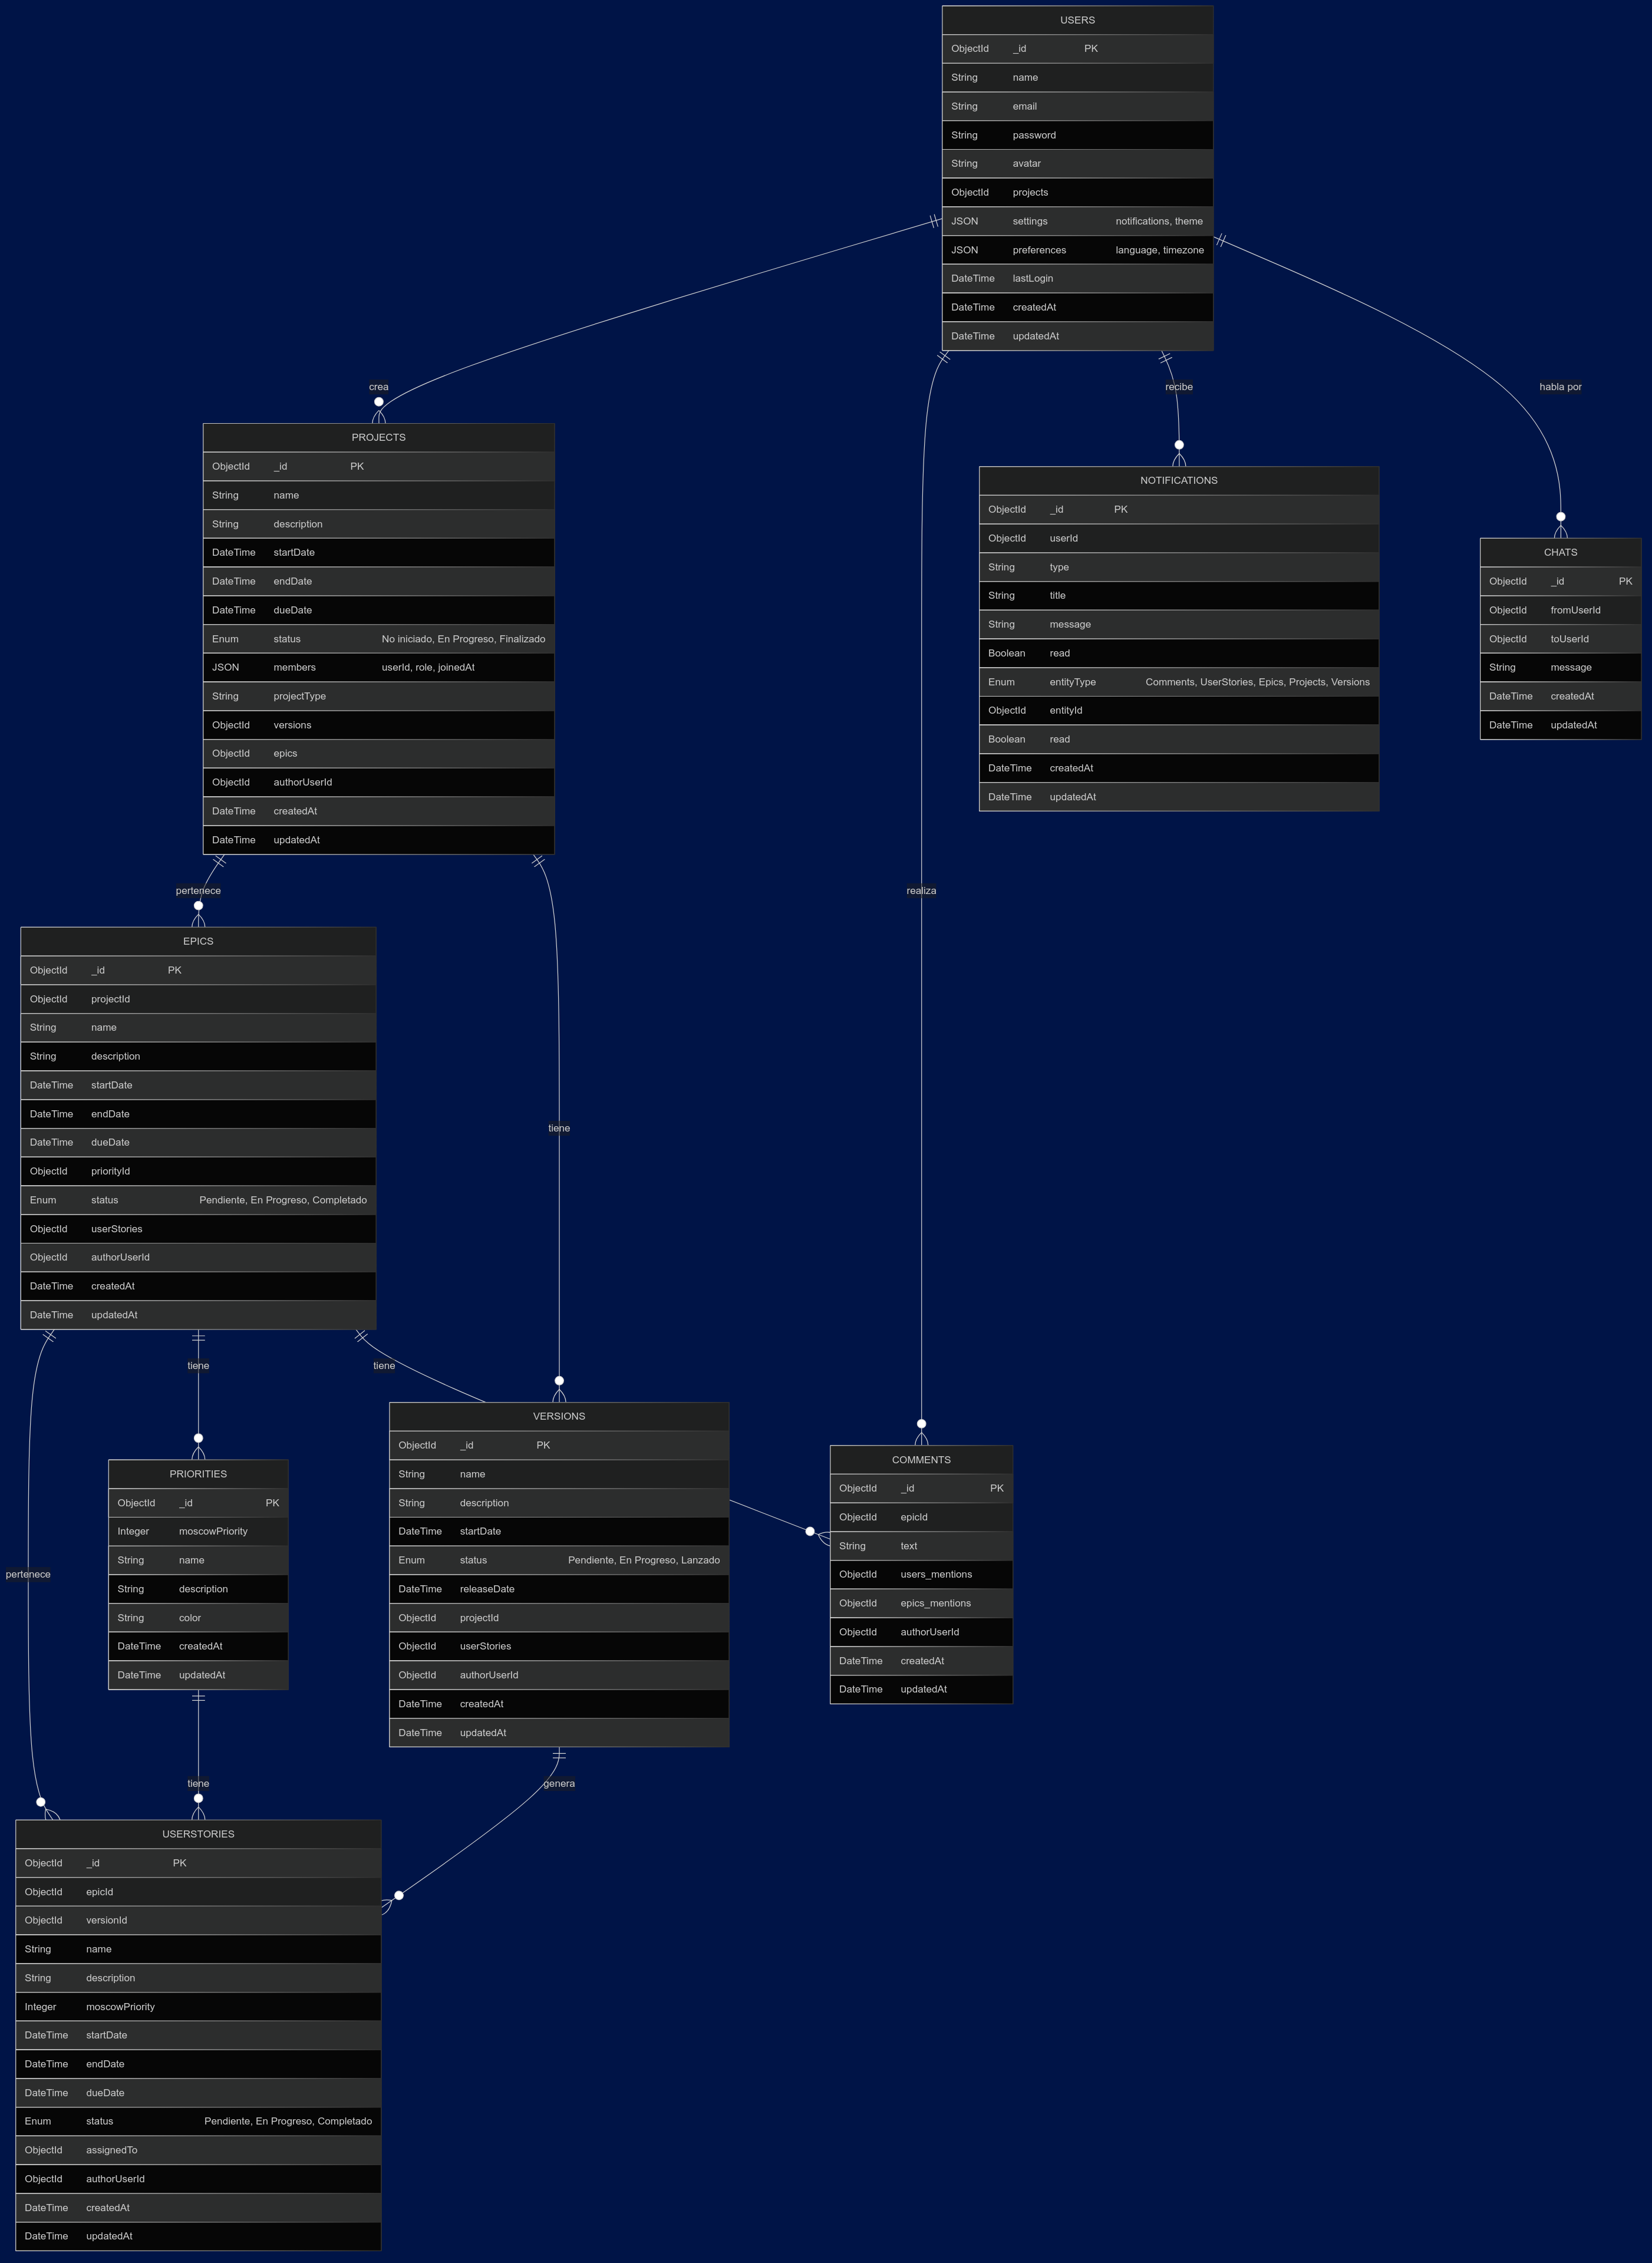 USERS
ObjectId _id PK
String name
String email
String password
String avatar
ObjectId projects
JSON settings notifications, theme
JSON preferences language, timezone
DateTime lastLogin
DateTime createdAt
DateTime updatedAt
crea
recibe
habla por
PROJECTS
ObjectId _id PK
String name
String description
DateTime startDate
DateTime endDate
DateTime dueDate
Enum status No iniciado, En Progreso, Finalizado
JSON members userId, role, joinedAt
String projectType
ObjectId versions
ObjectId epics
ObjectId authorUserId
DateTime createdAt
DateTime updatedAt
NOTIFICATIONS
ObjectId _id PK
ObjectId userId
String type
String title
String message
Boolean read
Enum entityType Comments, UserStories, Epics, Projects, Versions
ObjectId entityId
Boolean read
DateTime createdAt
DateTime updatedAt
CHATS
ObjectId _id PK
ObjectId fromUserId
ObjectId toUserId
String message
DateTime createdAt
DateTime updatedAt
pertenece
realiza
EPICS
ObjectId _id PK
ObjectId projectId
String name
String description
DateTime startDate
DateTime endDate
DateTime dueDate
ObjectId priorityId
Enum status Pendiente, En Progreso, Completado
ObjectId userStories
ObjectId authorUserId
DateTime createdAt
DateTime updatedAt
tiene
tiene
tiene
PRIORITIES
ObjectId _id PK
Integer moscowPriority
String name
String description
String color
DateTime createdAt
DateTime updatedAt
VERSIONS
ObjectId _id PK
String name
String description
DateTime startDate
Enum status Pendiente, En Progreso, Lanzado
DateTime releaseDate
ObjectId projectId
ObjectId userStories
ObjectId authorUserId
DateTime createdAt
DateTime updatedAt
COMMENTS
ObjectId _id PK
ObjectId epicId
String text
ObjectId users_mentions
ObjectId epics_mentions
ObjectId authorUserId
DateTime createdAt
DateTime updatedAt
pertenece
tiene
genera
USERSTORIES
ObjectId _id PK
ObjectId epicId
ObjectId versionId
String name
String description
Integer moscowPriority
DateTime startDate
DateTime endDate
DateTime dueDate
Enum status Pendiente, En Progreso, Completado
ObjectId assignedTo
ObjectId authorUserId
DateTime createdAt
DateTime updatedAt